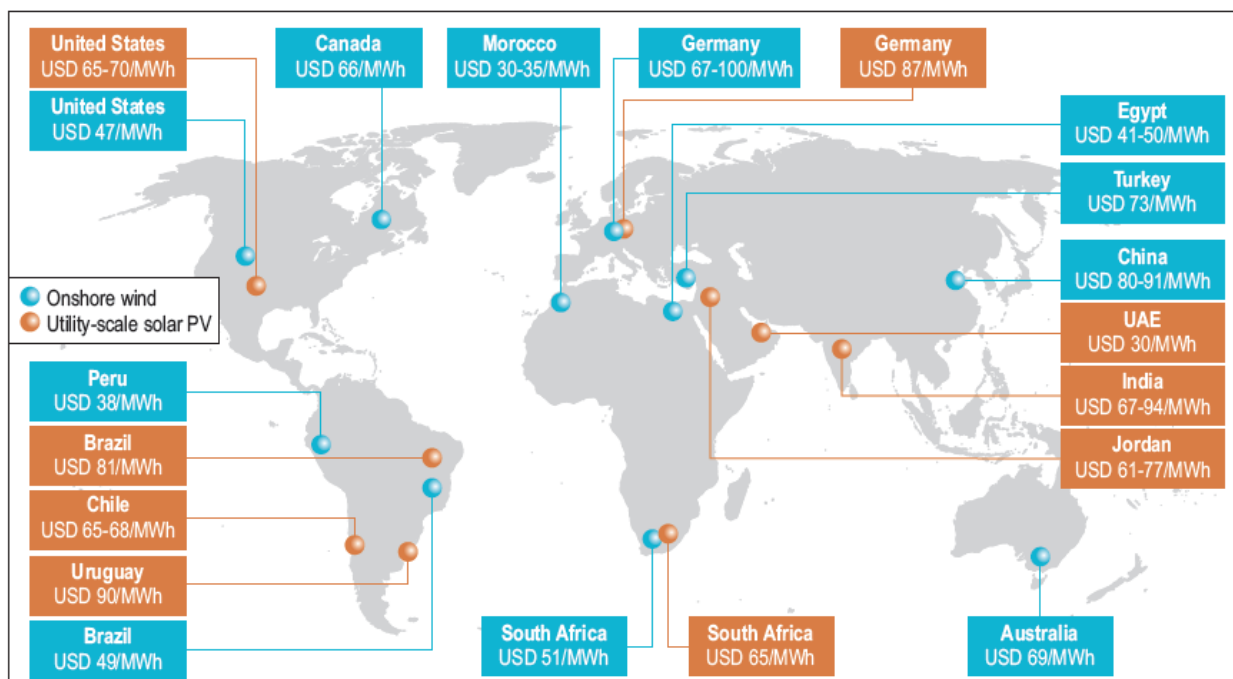 United States
USD 65-70/MWh
United States
USD 47/MWh
Canada
USD 66/MWh
Morocco
USD 30-35/MWh
Germany
USD 67-100/MWh
Germany
USD 87/MWh
Egypt
USD 41-50/MWh
Turkey
USD 73/MWh
China
USD 80-91/MWh
UAE
USD 30/MWh
India
USD 67-94/MWh
Jordan
USD 61-77/MWh
Onshore wind
Utility-scale solar PV
Peru
USD 38/MWh
Brazil
USD 81/MWh
Chile
USD 65-68/MWh
Uruguay
USD 90/MWh
Brazil
USD 49/MWh
South Africa
USD 51/MWh
South Africa
USD 65/MWh
Australia
USD 69/MWh